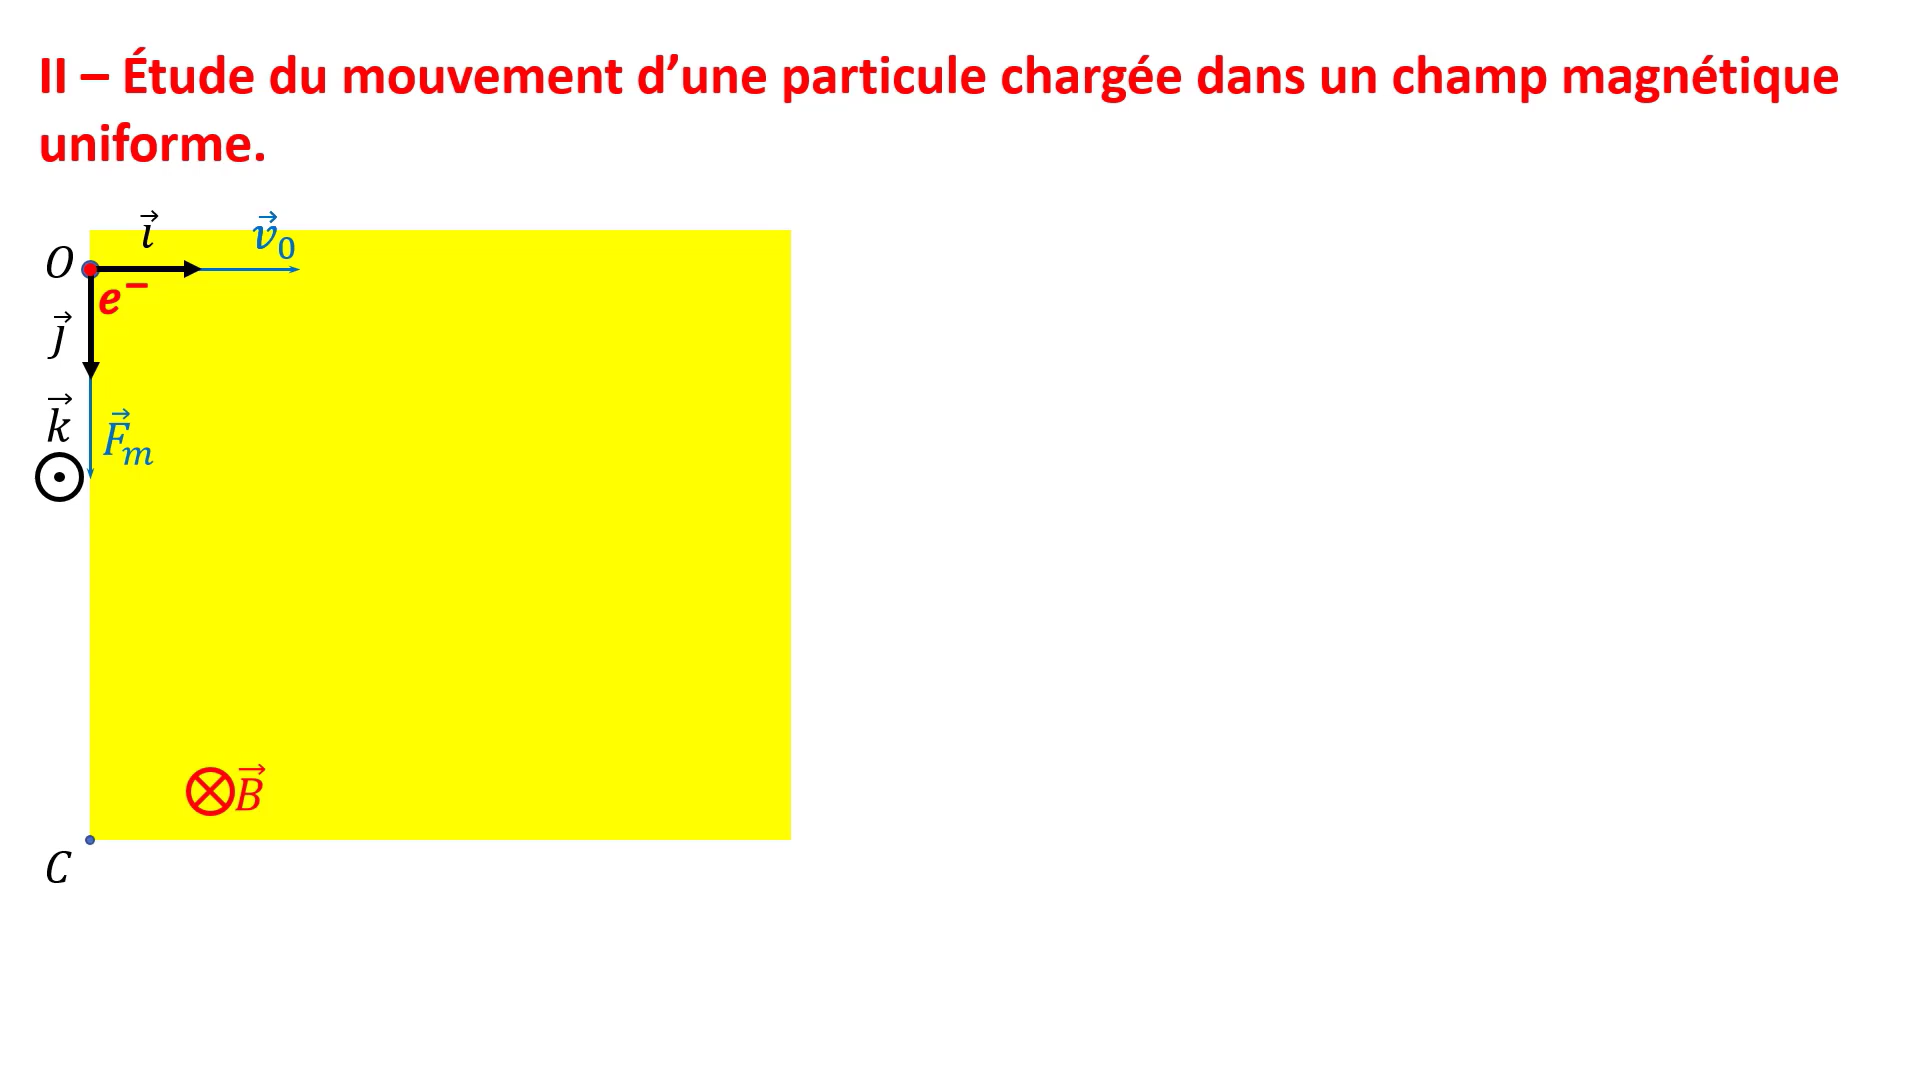 II – Étude du mouvement d’une particule chargée dans un champ magnétique
uniforme.
O
i⃗
v⃗₀
e⁻
j⃗
k⃗
F⃗ₘ
B⃗
C